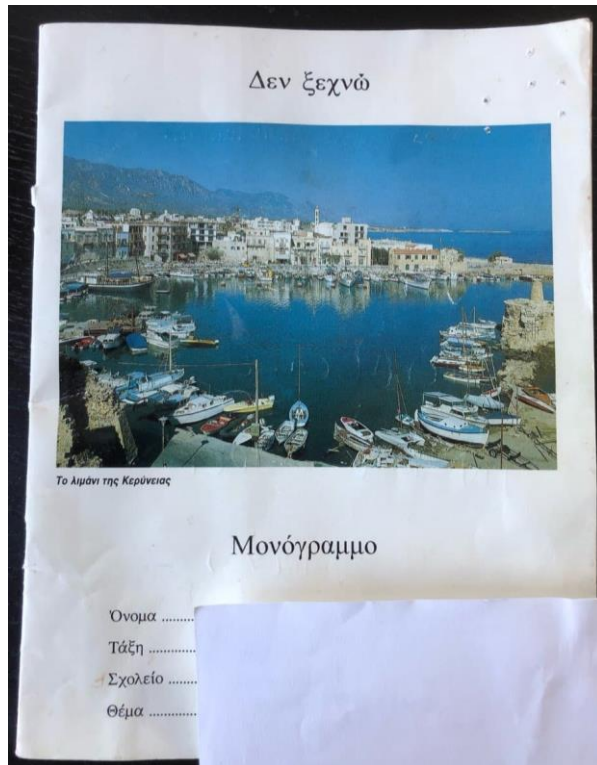 Δεν ξεχνώ
Το λιμάνι της Κερύνειας
Μονόγραμμο
Όνομα ..........
Τάξη ..............
Σχολείο ........
Θέμα ..............